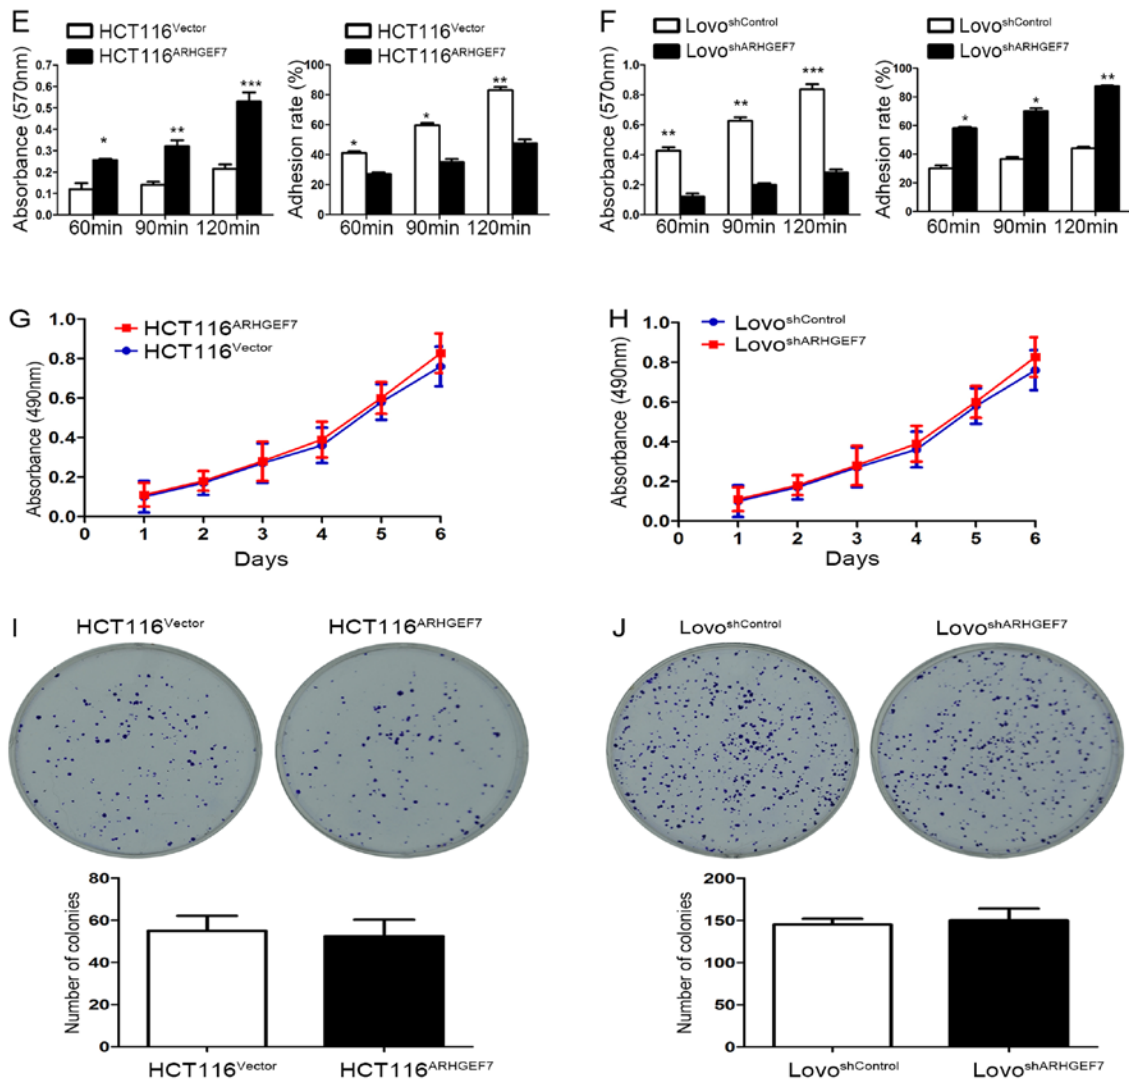 E
HCT116Vector
HCT116ARHGEF7
Absorbance (570nm)
0.7
0.6
0.5
0.4
0.3
0.2
0.1
0.0
*
**
***
60min 90min 120min
HCT116Vector
HCT116ARHGEF7
Adhesion rate (%)
100
80
60
40
20
0
*
*
**
60min 90min 120min
F
LovoshControl
LovoshARHGEF7
Absorbance (570nm)
1.0
0.8
0.6
0.4
0.2
0.0
**
**
***
60min 90min 120min
LovoshControl
LovoshARHGEF7
Adhesion rate (%)
100
80
60
40
20
0
*
*
**
60min 90min 120min
G
HCT116ARHGEF7
HCT116Vector
Absorbance (490nm)
1.0
0.8
0.6
0.4
0.2
0.0
0 1 2 3 4 5 6
Days
H
LovoshControl
LovoshARHGEF7
Absorbance (490nm)
1.0
0.8
0.6
0.4
0.2
0.0
0 1 2 3 4 5 6
Days
I
HCT116Vector
HCT116ARHGEF7
Number of colonies
80
60
40
20
0
HCT116Vector
HCT116ARHGEF7
J
LovoshControl
LovoshARHGEF7
Number of colonies
200
150
100
50
0
LovoshControl
LovoshARHGEF7